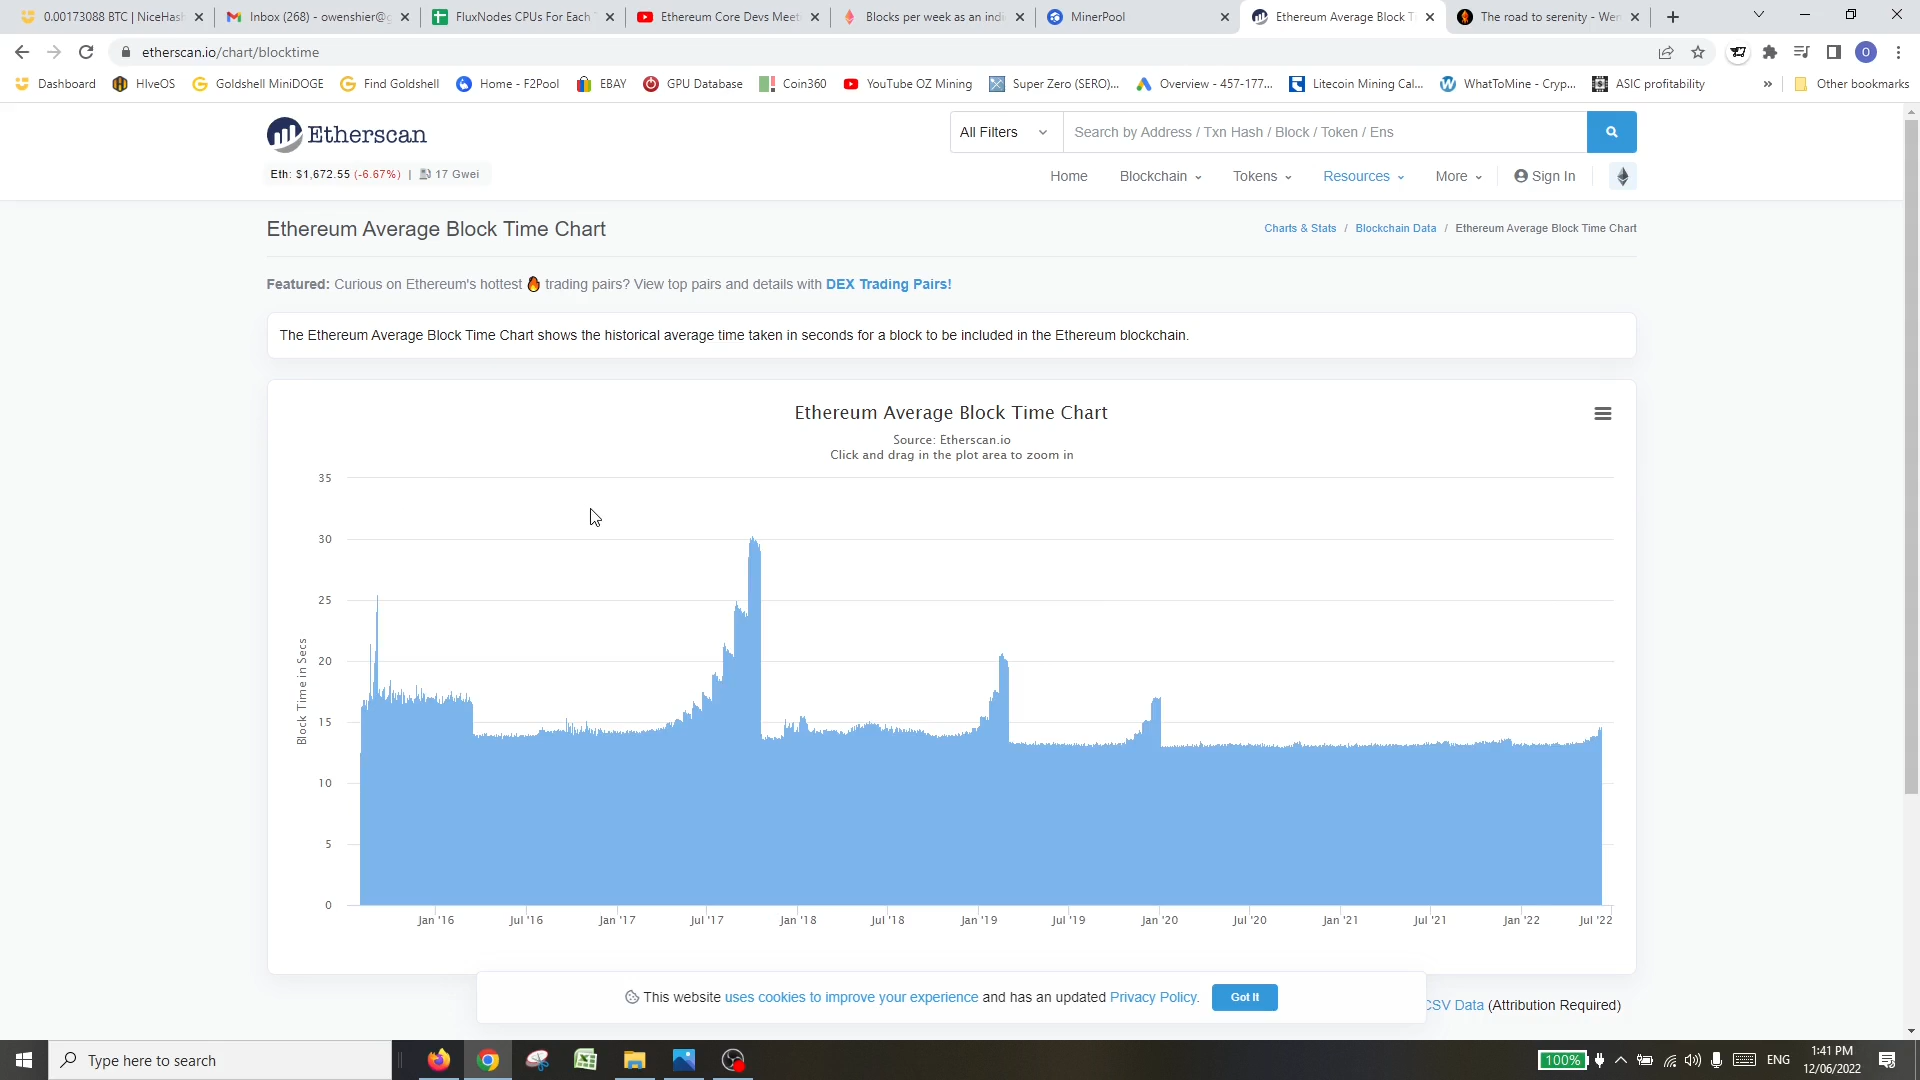 0.00173088 BTC | NiceHash
Inbox (268) - owenshier@g
FluxNodes CPUs For Each T
Ethereum Core Devs Meeti
Blocks per week as an indi
MinerPool
Ethereum Average Block Ti
The road to serenity - Wen
etherscan.io/chart/blocktime
O
Dashboard
HIveOS
Goldshell MiniDOGE
Find Goldshell
Home - F2Pool
EBAY
GPU Database
Coin360
YouTube OZ Mining
Super Zero (SERO)...
Overview - 457-177...
Litecoin Mining Cal...
WhatToMine - Cryp...
ASIC profitability
»
Other bookmarks
Etherscan
All Filters
Search by Address / Txn Hash / Block / Token / Ens
Eth: $1,672.55 (-6.67%) | 17 Gwei
Home
Blockchain
Tokens
Resources
More
Sign In
Ethereum Average Block Time Chart
Charts & Stats / Blockchain Data / Ethereum Average Block Time Chart
Featured: Curious on Ethereum's hottest 🔥 trading pairs? View top pairs and details with DEX Trading Pairs!
The Ethereum Average Block Time Chart shows the historical average time taken in seconds for a block to be included in the Ethereum blockchain.
Ethereum Average Block Time Chart
Source: Etherscan.io
Click and drag in the plot area to zoom in
Block Time in Secs
35
30
25
20
15
10
5
0
Jan '16
Jul '16
Jan '17
Jul '17
Jan '18
Jul '18
Jan '19
Jul '19
Jan '20
Jul '20
Jan '21
Jul '21
Jan '22
Jul '22
This website uses cookies to improve your experience and has an updated Privacy Policy.
Got It
CSV Data (Attribution Required)
Type here to search
100%
ENG
1:41 PM
12/06/2022